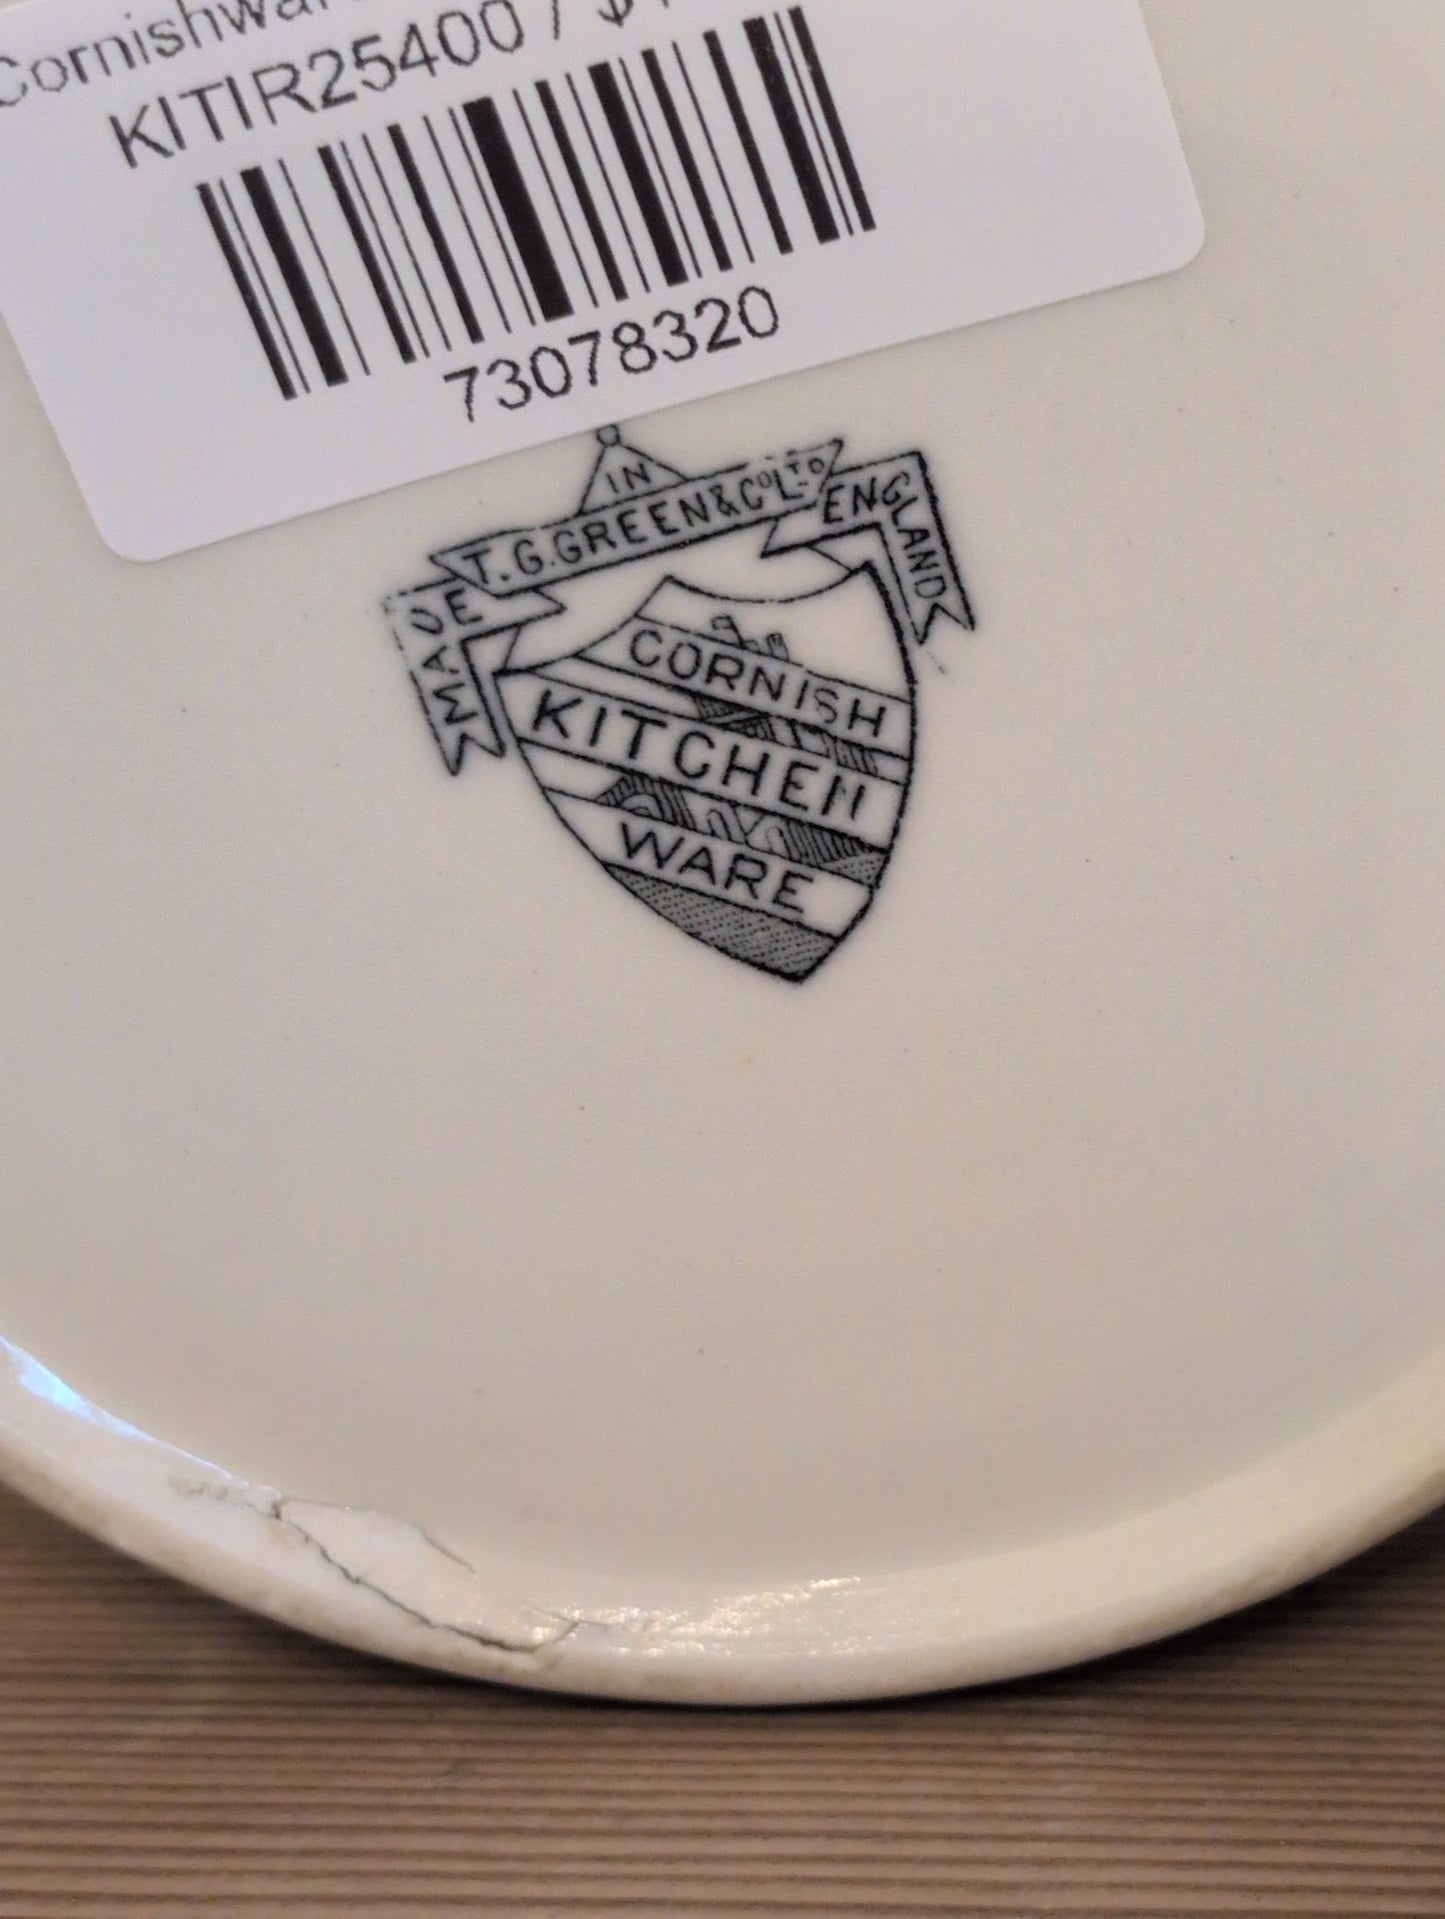 KITIR25400 / $
73078320
MADE IN ENGLAND
T.G.GREEN & Co LTD
CORNISH
KITCHEN
WARE